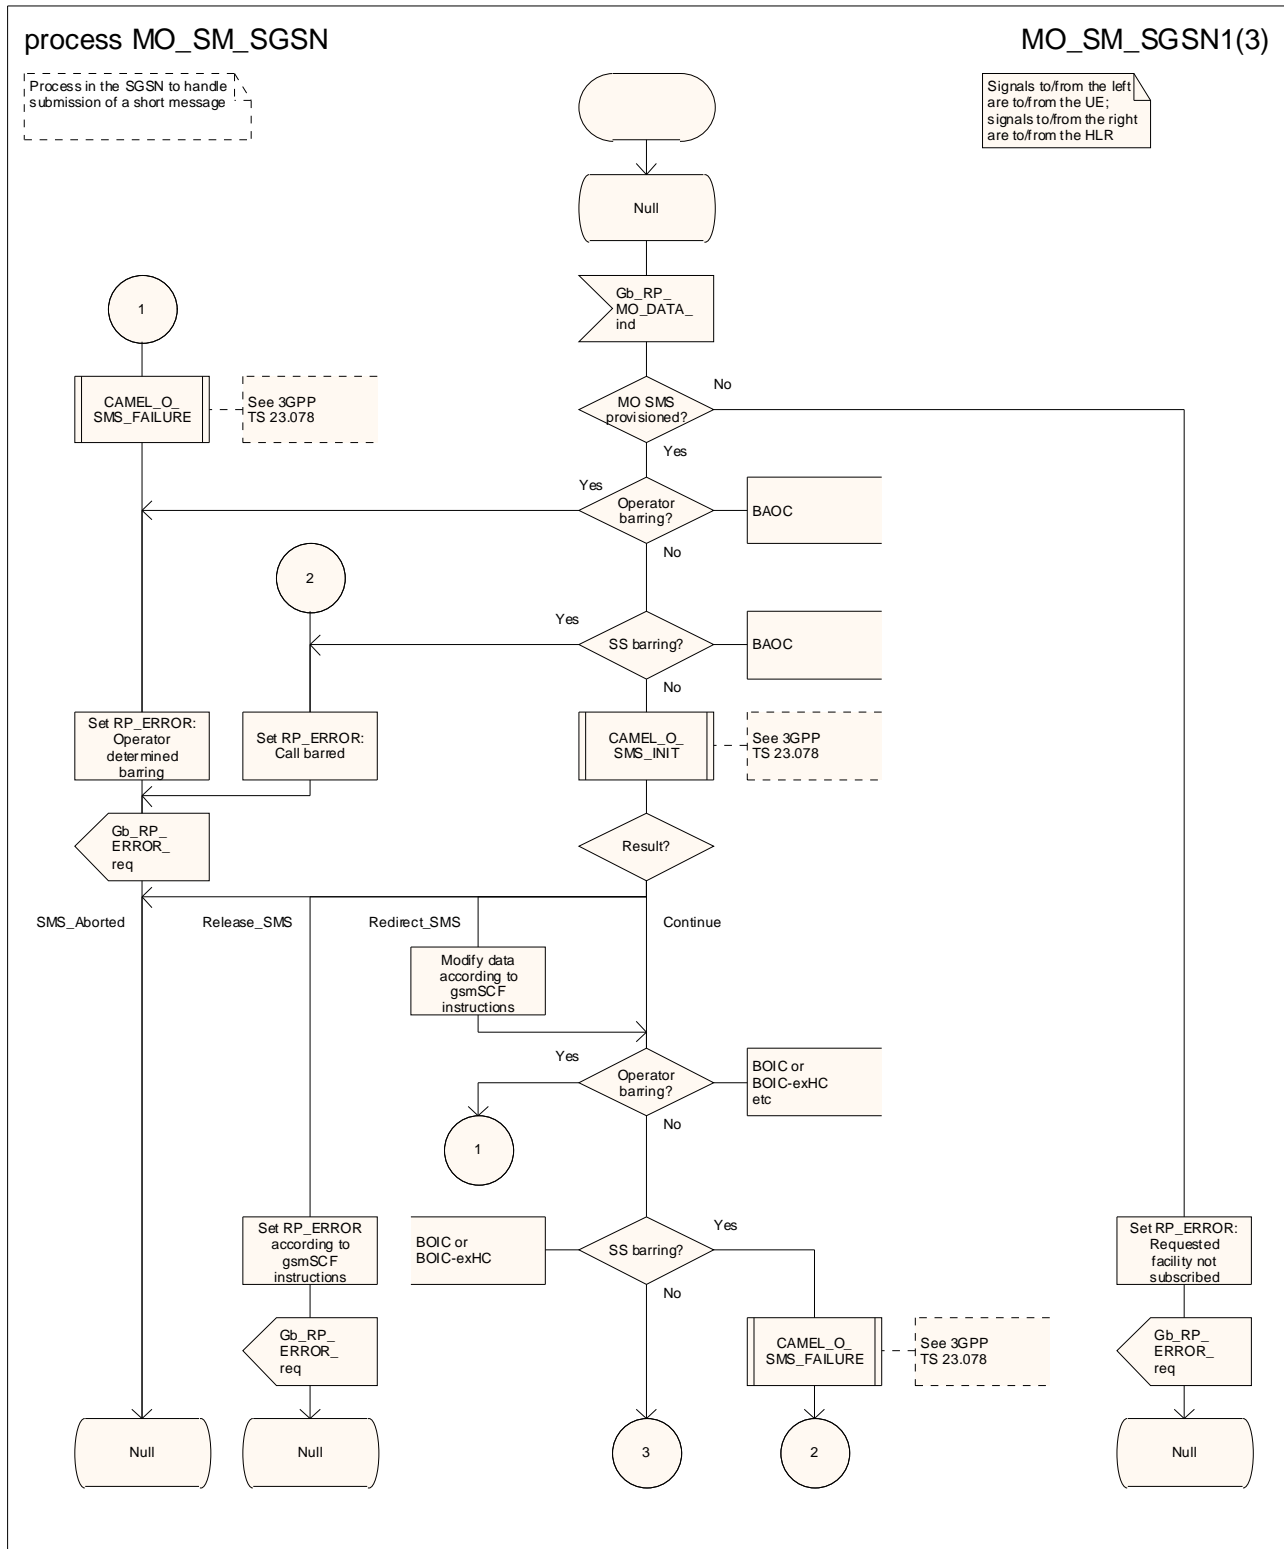 process MO_SM_SGSN
MO_SM_SGSN1(3)
Process in the SGSN to handle
submission of a short message
Signals to/from the left
are to/from the UE;
signals to/from the right
are to/from the HLR
Null
Gb_RP_
MO_DATA_
ind
1
CAMEL_O_
SMS_FAILURE
See 3GPP
TS 23.078
MO SMS
provisioned?
No
Yes
Yes
Operator
barring?
BAOC
No
2
Yes
SS barring?
BAOC
No
Set RP_ERROR:
Operator
determined
barring
Set RP_ERROR:
Call barred
CAMEL_O_
SMS_INIT
See 3GPP
TS 23.078
Gb_RP_
ERROR_
req
Result?
SMS_Aborted
Release_SMS
Redirect_SMS
Continue
Modify data
according to
gsmSCF
instructions
Yes
Operator
barring?
BOIC or
BOIC-exHC
etc
No
1
Set RP_ERROR
according to
gsmSCF
instructions
BOIC or
BOIC-exHC
SS barring?
Yes
No
Set RP_ERROR:
Requested
facility not
subscribed
Gb_RP_
ERROR_
req
CAMEL_O_
SMS_FAILURE
See 3GPP
TS 23.078
Gb_RP_
ERROR_
req
Null
Null
3
2
Null